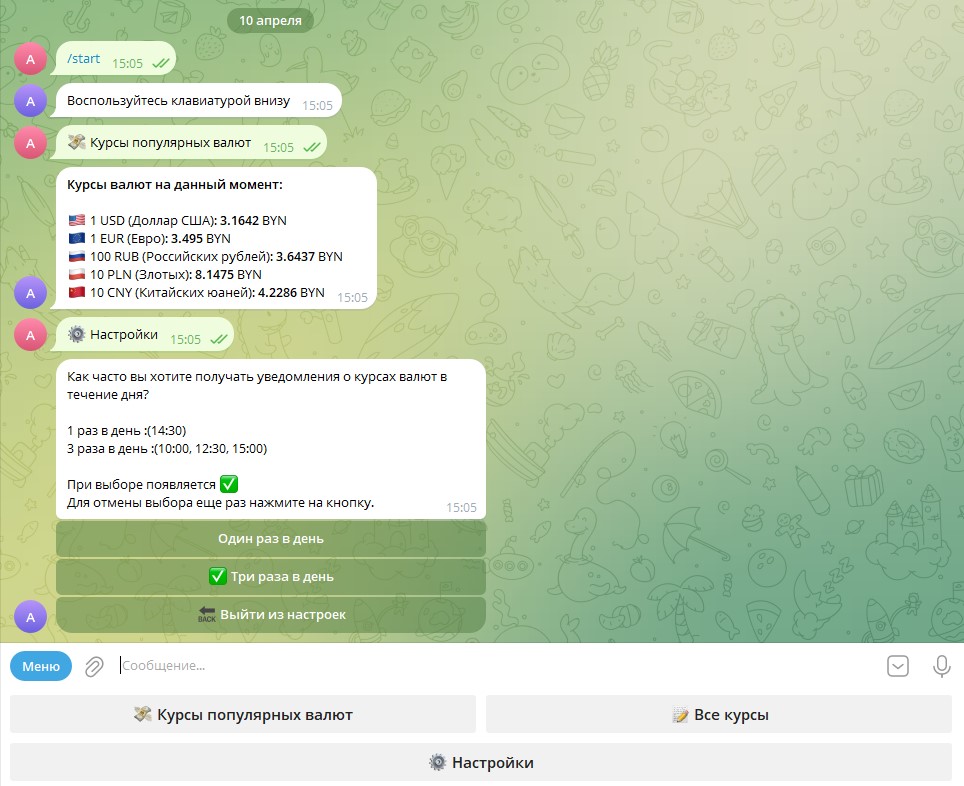 10 апреля
A
/start 15:05
A
Воспользуйтесь клавиатурой внизу 15:05
A
Курсы популярных валют 15:05
Курсы валют на данный момент:
1 USD (Доллар США): 3.1642 BYN
1 EUR (Евро): 3.495 BYN
100 RUB (Российских рублей): 3.6437 BYN
10 PLN (Злотых): 8.1475 BYN
10 CNY (Китайских юаней): 4.2286 BYN 15:05
A
A
Настройки 15:05
Как часто вы хотите получать уведомления о курсах валют в
течение дня?
1 раз в день :(14:30)
3 раза в день :(10:00, 12:30, 15:00)
При выборе появляется ✅
Для отмены выбора еще раз нажмите на кнопку. 15:05
Один раз в день
✅ Три раза в день
BACK Выйти из настроек
A
Меню
Сообщение...
Курсы популярных валют
Все курсы
Настройки